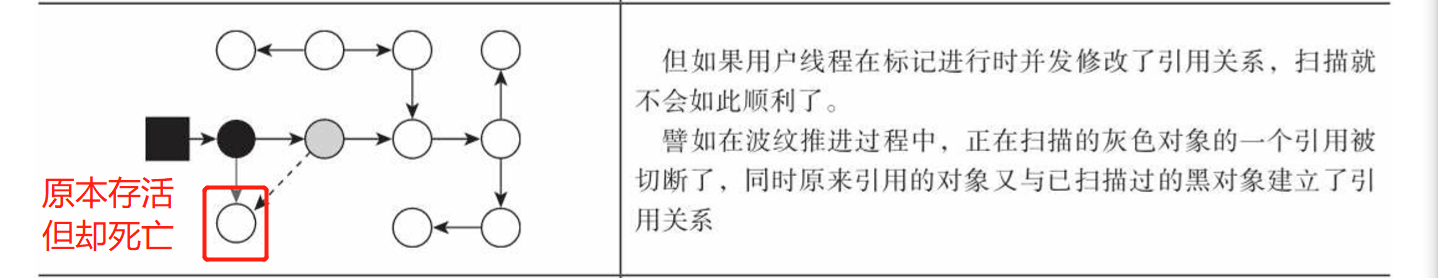 原本存活
但却死亡
但如果用户线程在标记进行时并发修改了引用关系，扫描就
不会如此顺利了。
譬如在波纹推进过程中，正在扫描的灰色对象的一个引用被
切断了，同时原来引用的对象又与已扫描过的黑对象建立了引
用关系